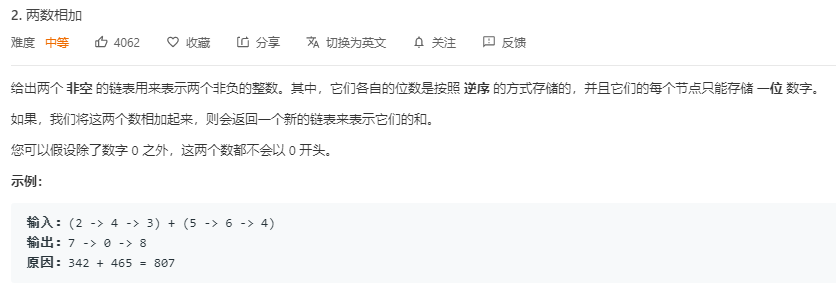 2. 两数相加
难度 中等 4062 收藏 分享 切换为英文 关注 反馈
给出两个 非空 的链表用来表示两个非负的整数。其中，它们各自的位数是按照 逆序 的方式存储的，并且它们的每个节点只能存储 一位 数字。
如果，我们将这两个数相加起来，则会返回一个新的链表来表示它们的和。
您可以假设除了数字 0 之外，这两个数都不会以 0 开头。
示例：
输入：(2 -> 4 -> 3) + (5 -> 6 -> 4)
输出：7 -> 0 -> 8
原因：342 + 465 = 807